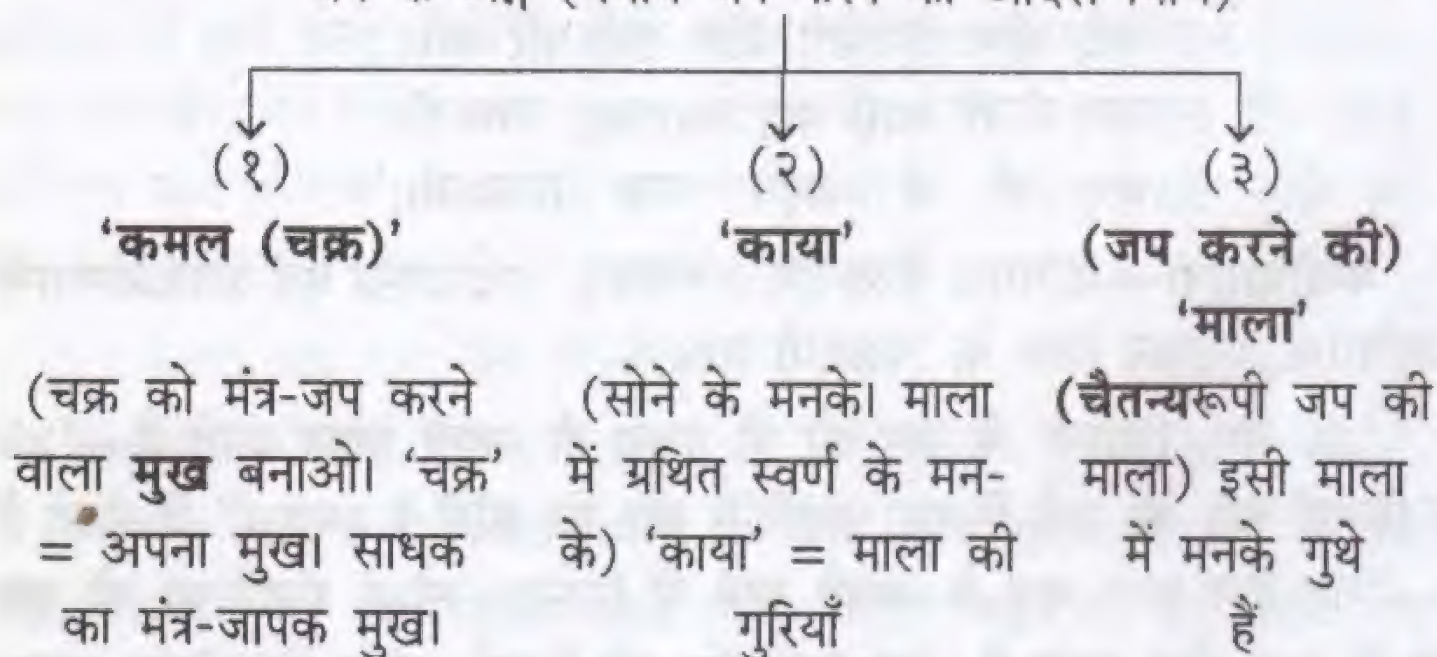 (१)
'कमल (चक्र)'
(चक्र को मंत्र-जप करने
वाला मुख बनाओ। 'चक्र'
= अपना मुख। साधक
का मंत्र-जापक मुख।
(२)
'काया'
(सोने के मनके। माला
में ग्रथित स्वर्ण के मन-
के) 'काया' = माला की
गुरियाँ
(३)
(जप करने की)
'माला'
(चैतन्यरूपी जप की
माला) इसी माला
में मनके गुथे
हैं